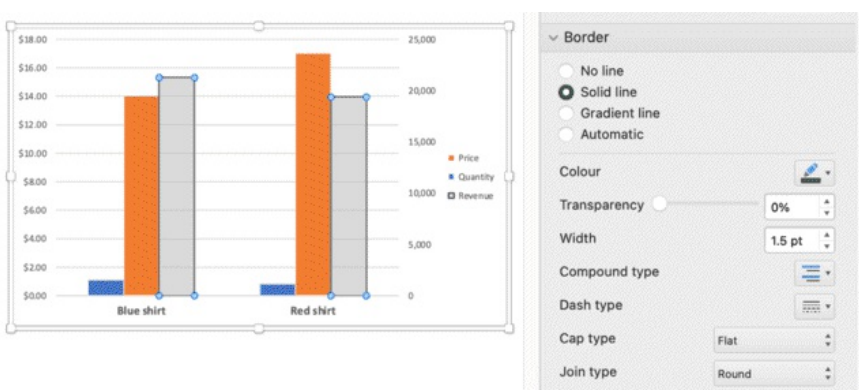 $18.00
$16.00
$14.00
$12.00
$10.00
$8.00
$6.00
$4.00
$2.00
$0.00
25,000
20,000
15,000
10,000
5,000
0
Blue shirt
Red shirt
Price
Quantity
Revenue
Border
No line
Solid line
Gradient line
Automatic
Colour
Transparency 0%
Width 1.5 pt
Compound type
Dash type
Cap type Flat
Join type Round